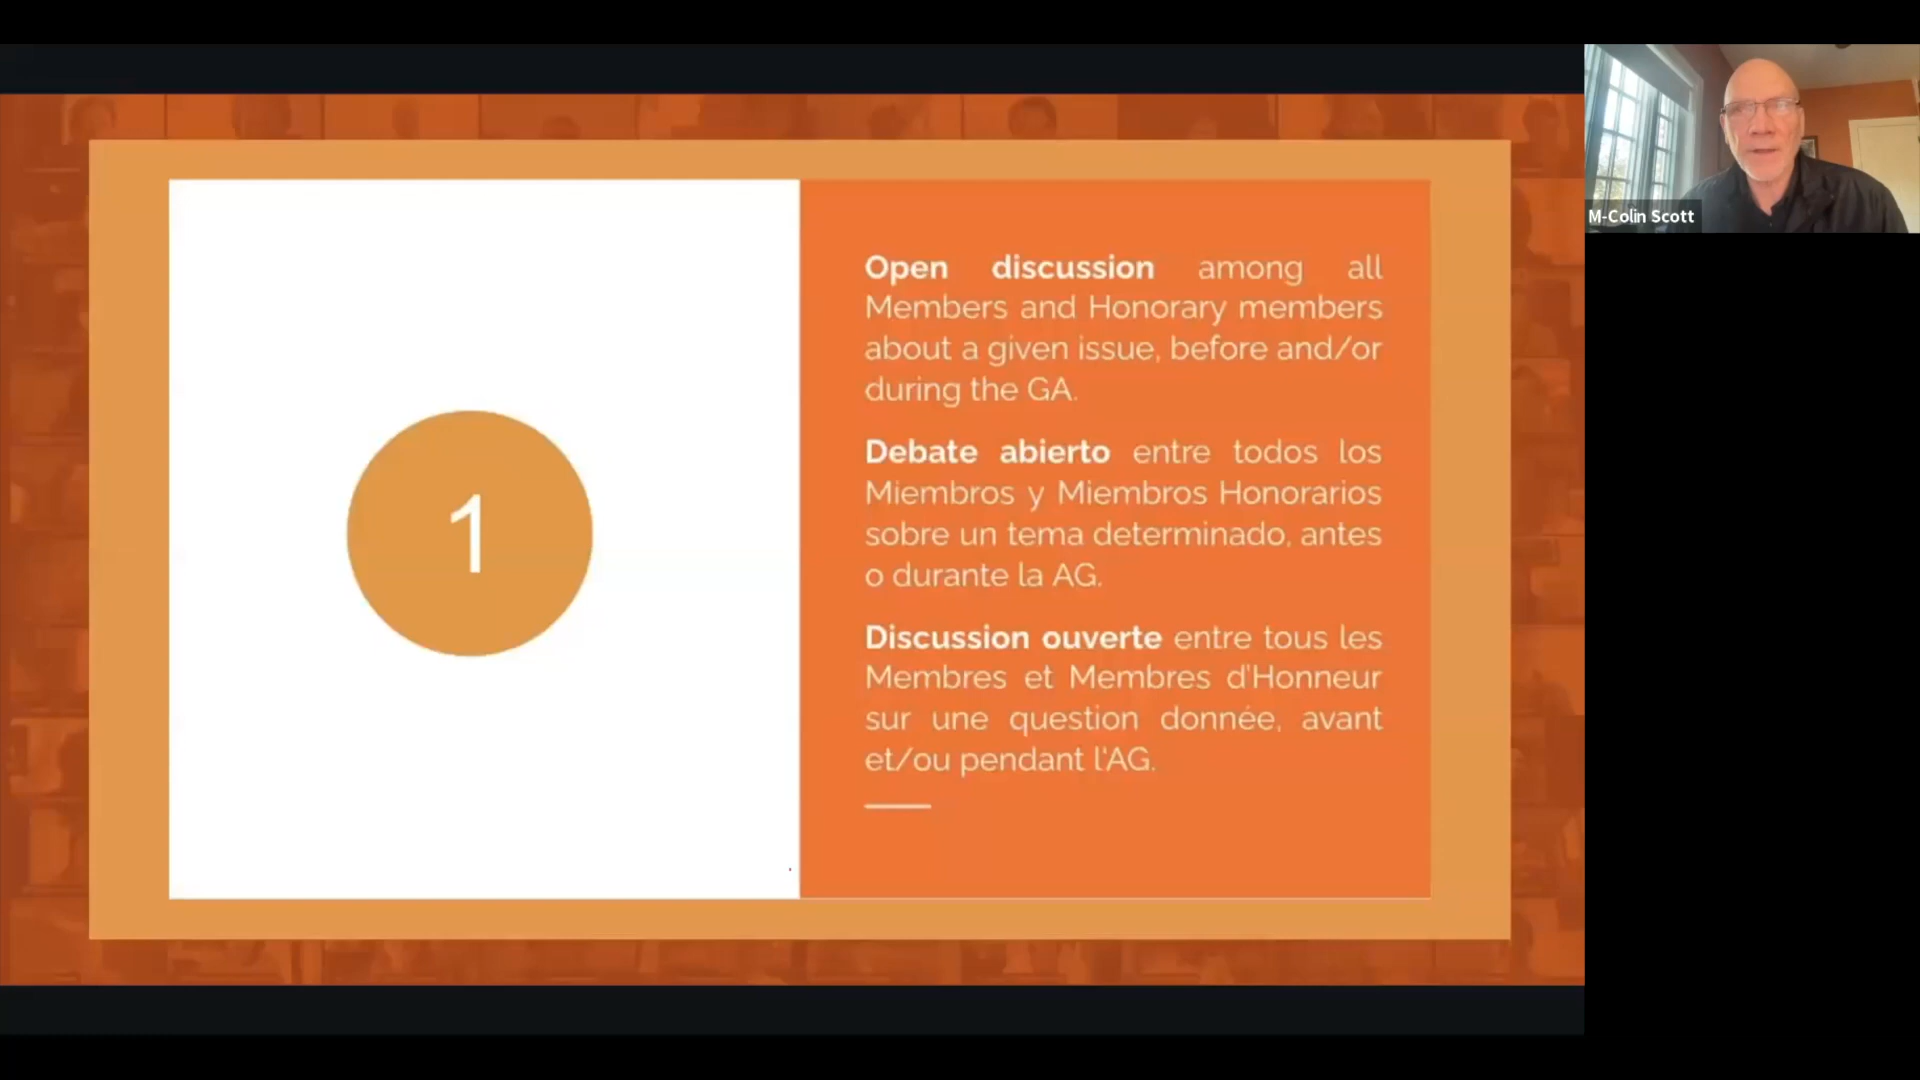 M-Colin Scott
1
Open discussion among all
Members and Honorary members
about a given issue, before and/or
during the GA.
Debate abierto entre todos los
Miembros y Miembros Honorarios
sobre un tema determinado, antes
o durante la AG.
Discussion ouverte entre tous les
Membres et Membres d'Honneur
sur une question donnée, avant
et/ou pendant l'AG.